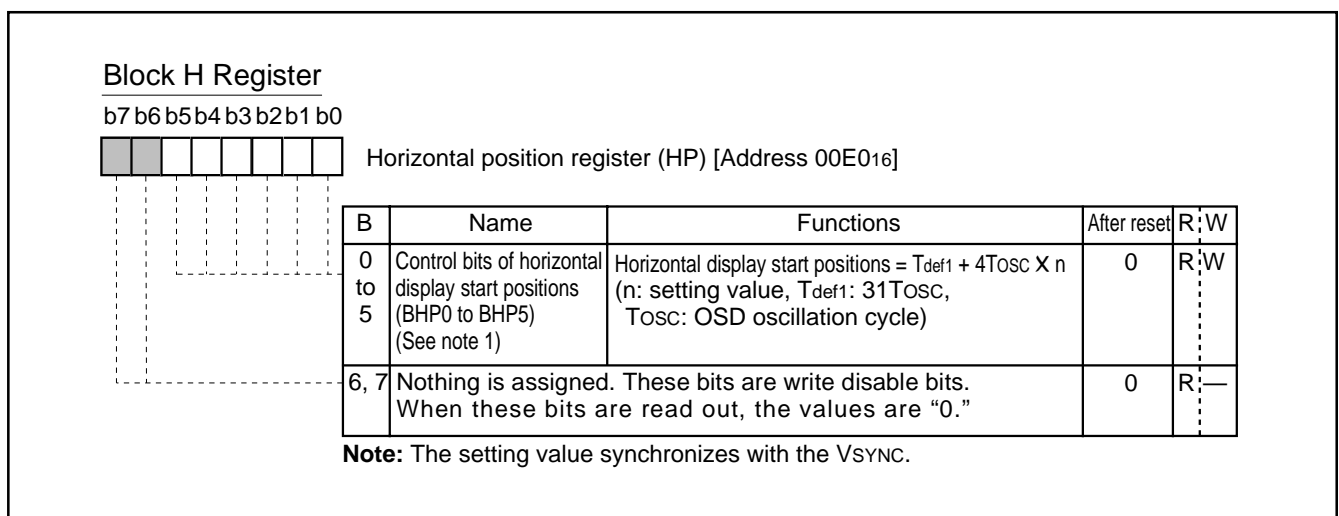 Block H Register
b7 b6 b5 b4 b3 b2 b1 b0
Horizontal position register (HP) [Address 00E016]
B Name Functions After reset R W
0 to 5
Control bits of horizontal
display start positions
(BHP0 to BHP5)
(See note 1)
Horizontal display start positions = Tdef1 + 4TOSC X n
(n: setting value, Tdef1: 31TOSC,
TOSC: OSD oscillation cycle)
0 R W
6, 7 Nothing is assigned. These bits are write disable bits.
When these bits are read out, the values are “0.”
0 R —
Note: The setting value synchronizes with the VSYNC.